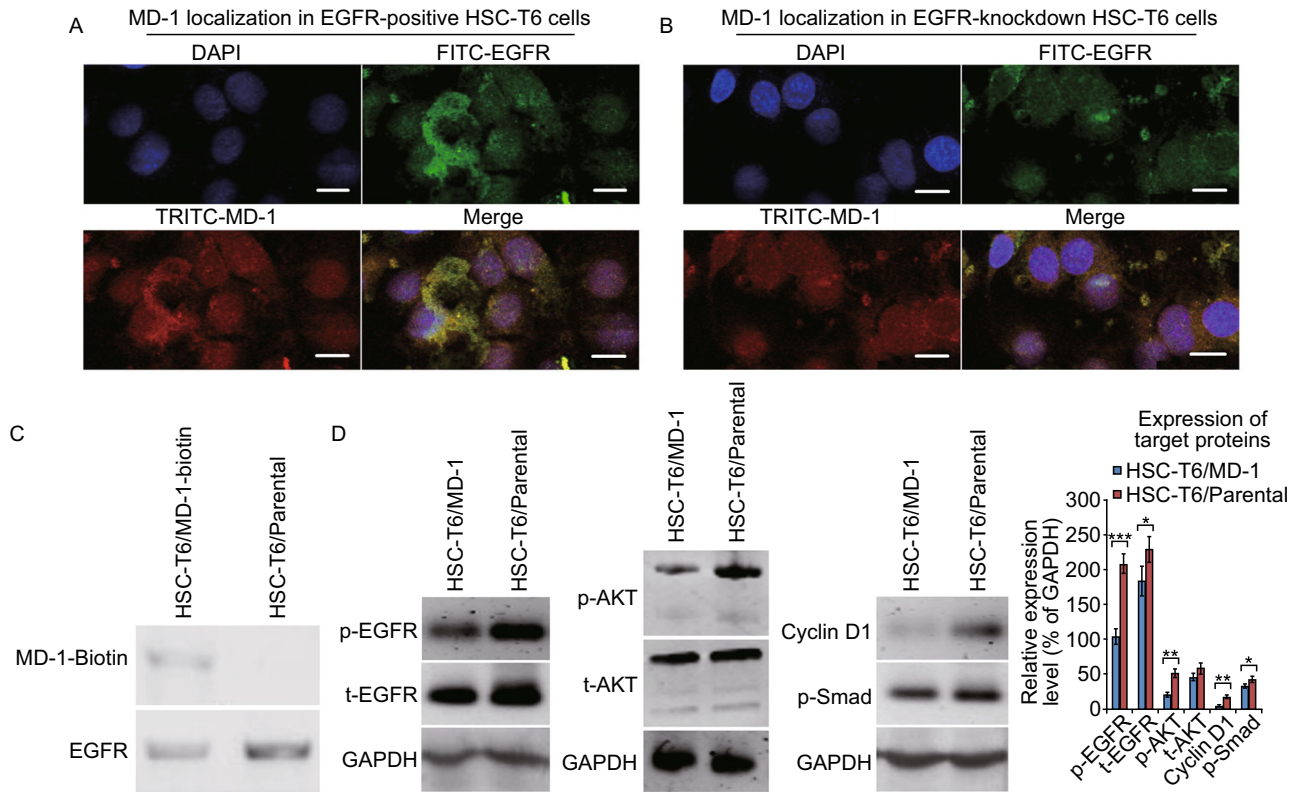 A
MD-1 localization in EGFR-positive HSC-T6 cells
DAPI
FITC-EGFR
TRITC-MD-1
Merge
B
MD-1 localization in EGFR-knockdown HSC-T6 cells
DAPI
FITC-EGFR
TRITC-MD-1
Merge
C
HSC-T6/MD-1-biotin
HSC-T6/Parental
MD-1-Biotin
EGFR
D
HSC-T6/MD-1
HSC-T6/Parental
p-EGFR
t-EGFR
GAPDH
HSC-T6/MD-1
HSC-T6/Parental
p-AKT
t-AKT
GAPDH
HSC-T6/MD-1
HSC-T6/Parental
Cyclin D1
p-Smad
GAPDH
Expression of
target proteins
HSC-T6/MD-1
HSC-T6/Parental
Relative expression
level (% of GAPDH)
300
250
200
150
100
50
0
***
*
**
**
*
p-EGFR
t-EGFR
p-AKT
t-AKT
Cyclin D1
p-Smad